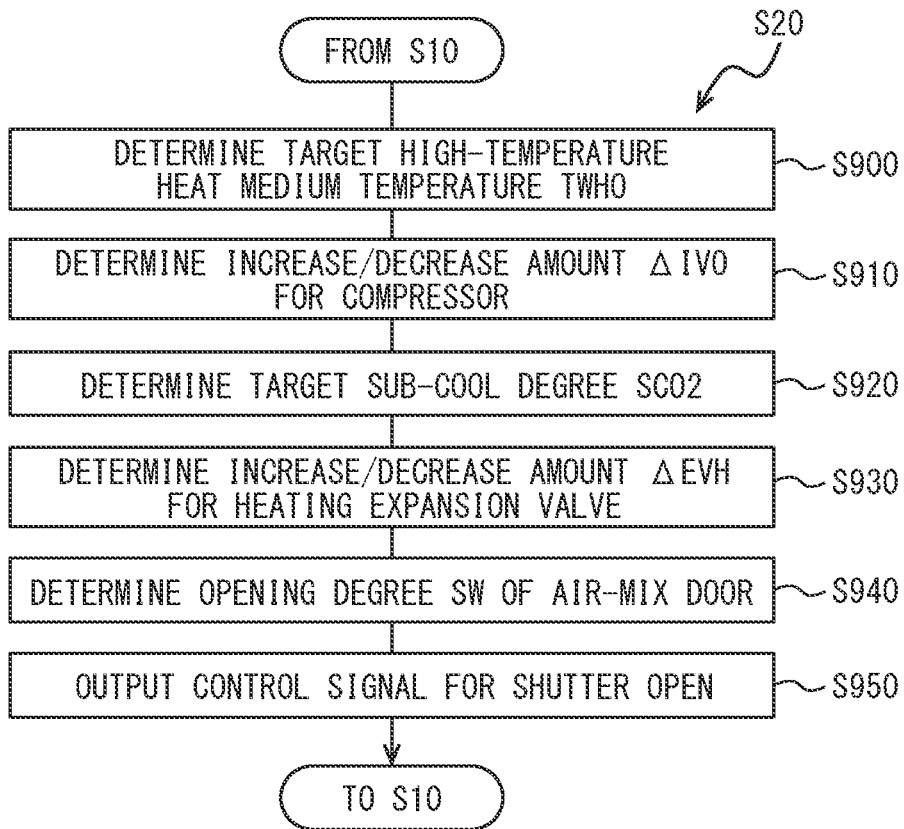 S20
FROM S10
DETERMINE TARGET HIGH-TEMPERATURE
HEAT MEDIUM TEMPERATURE TWHO
S900
DETERMINE INCREASE/DECREASE AMOUNT ΔIVO
FOR COMPRESSOR
S910
DETERMINE TARGET SUB-COOL DEGREE SCO2
S920
DETERMINE INCREASE/DECREASE AMOUNT ΔEVH
FOR HEATING EXPANSION VALVE
S930
DETERMINE OPENING DEGREE SW OF AIR-MIX DOOR
S940
OUTPUT CONTROL SIGNAL FOR SHUTTER OPEN
S950
TO S10